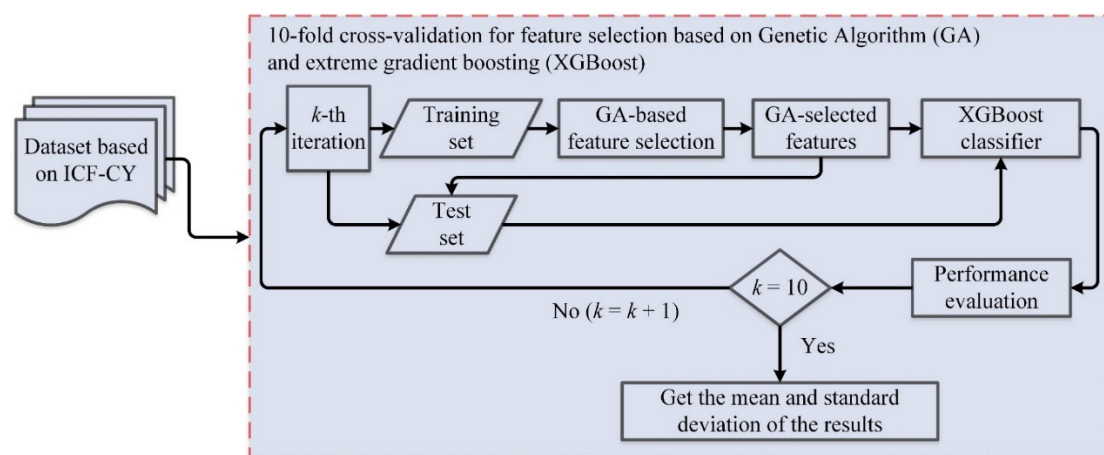 10-fold cross-validation for feature selection based on Genetic Algorithm (GA)
and extreme gradient boosting (XGBoost)
Dataset based
on ICF-CY
k-th
iteration
Training
set
GA-based
feature selection
GA-selected
features
XGBoost
classifier
Test
set
k = 10
Performance
evaluation
No (k = k + 1)
Yes
Get the mean and standard
deviation of the results